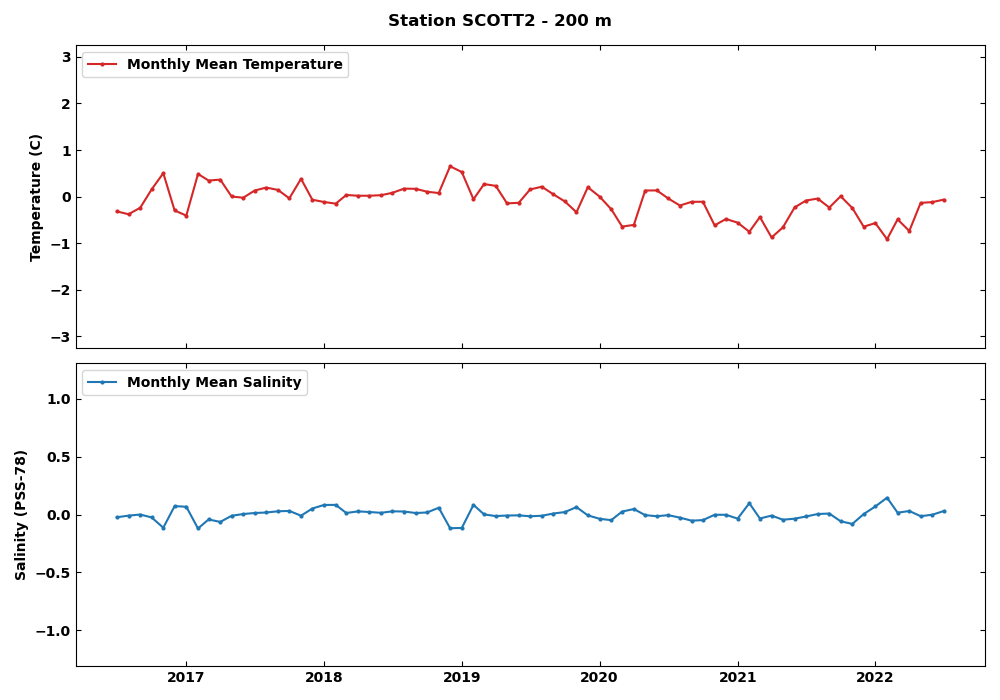 Station SCOTT2 - 200 m
Monthly Mean Temperature
Temperature (C)
3
2
1
0
−1
−2
−3
Monthly Mean Salinity
Salinity (PSS-78)
1.0
0.5
0.0
−0.5
−1.0
2017 2018 2019 2020 2021 2022